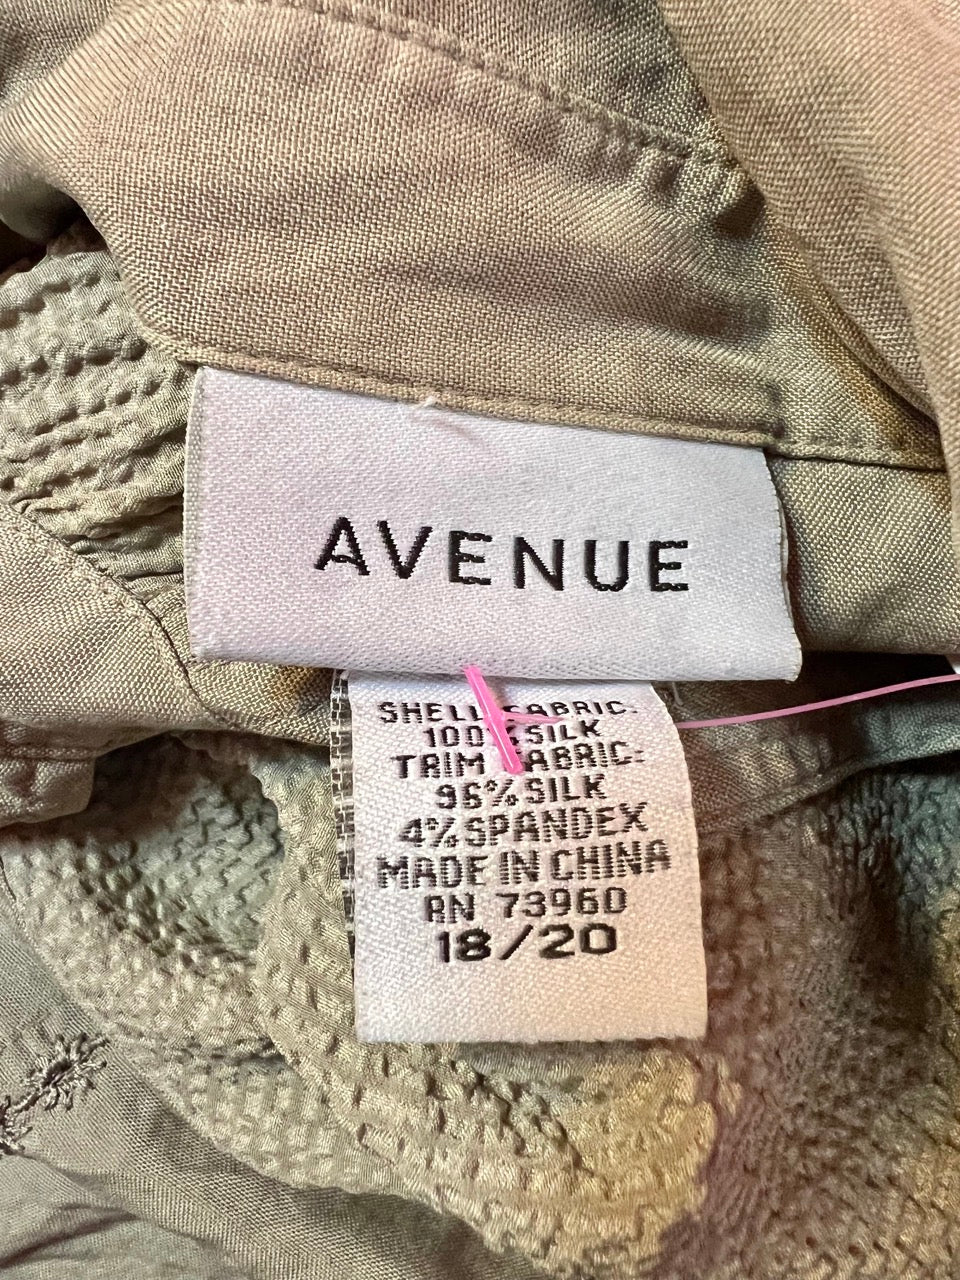 AVENUE
SHELL FABRIC:
100% SILK
TRIM FABRIC:
96% SILK
4% SPANDEX
MADE IN CHINA
RN 73960
18/20